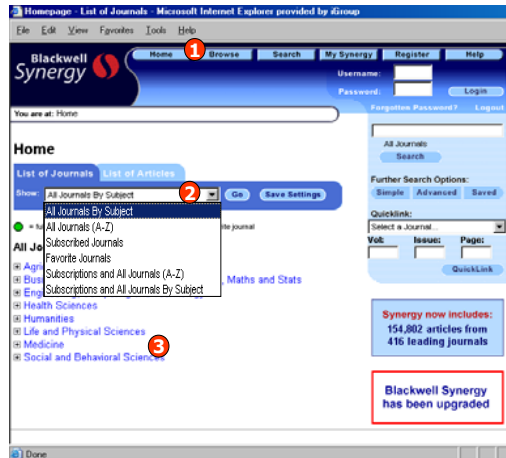 Homepage - List of Journals - Microsoft Internet Explorer provided by iGroup
File Edit View Favorites Tools Help
Home Browse Search My Synergy Register Help
1
Blackwell
Synergy
Username:
Password:
Login
Forgotten Password? Logout
You are at: Home
All Journals
Search
Home
List of Journals List of Articles
Further Search Options:
Simple Advanced Saved
Show: All Journals By Subject
2
Go Save Settings
All Journals By Subject
All Journals (A-Z)
Subscribed Journals
Favorite Journals
Subscriptions and All Journals (A-Z)
Subscriptions and All Journals By Subject
Quicklink:
Select a Journal...
Vol: Issue: Page:
QuickLink
journal
All Jo
, Maths and Stats
Health Sciences
Humanities
Life and Physical Sciences
Medicine
Social and Behavioral Sciences
3
Synergy now includes:
154,802 articles from
416 leading journals
Blackwell Synergy
has been upgraded
Done